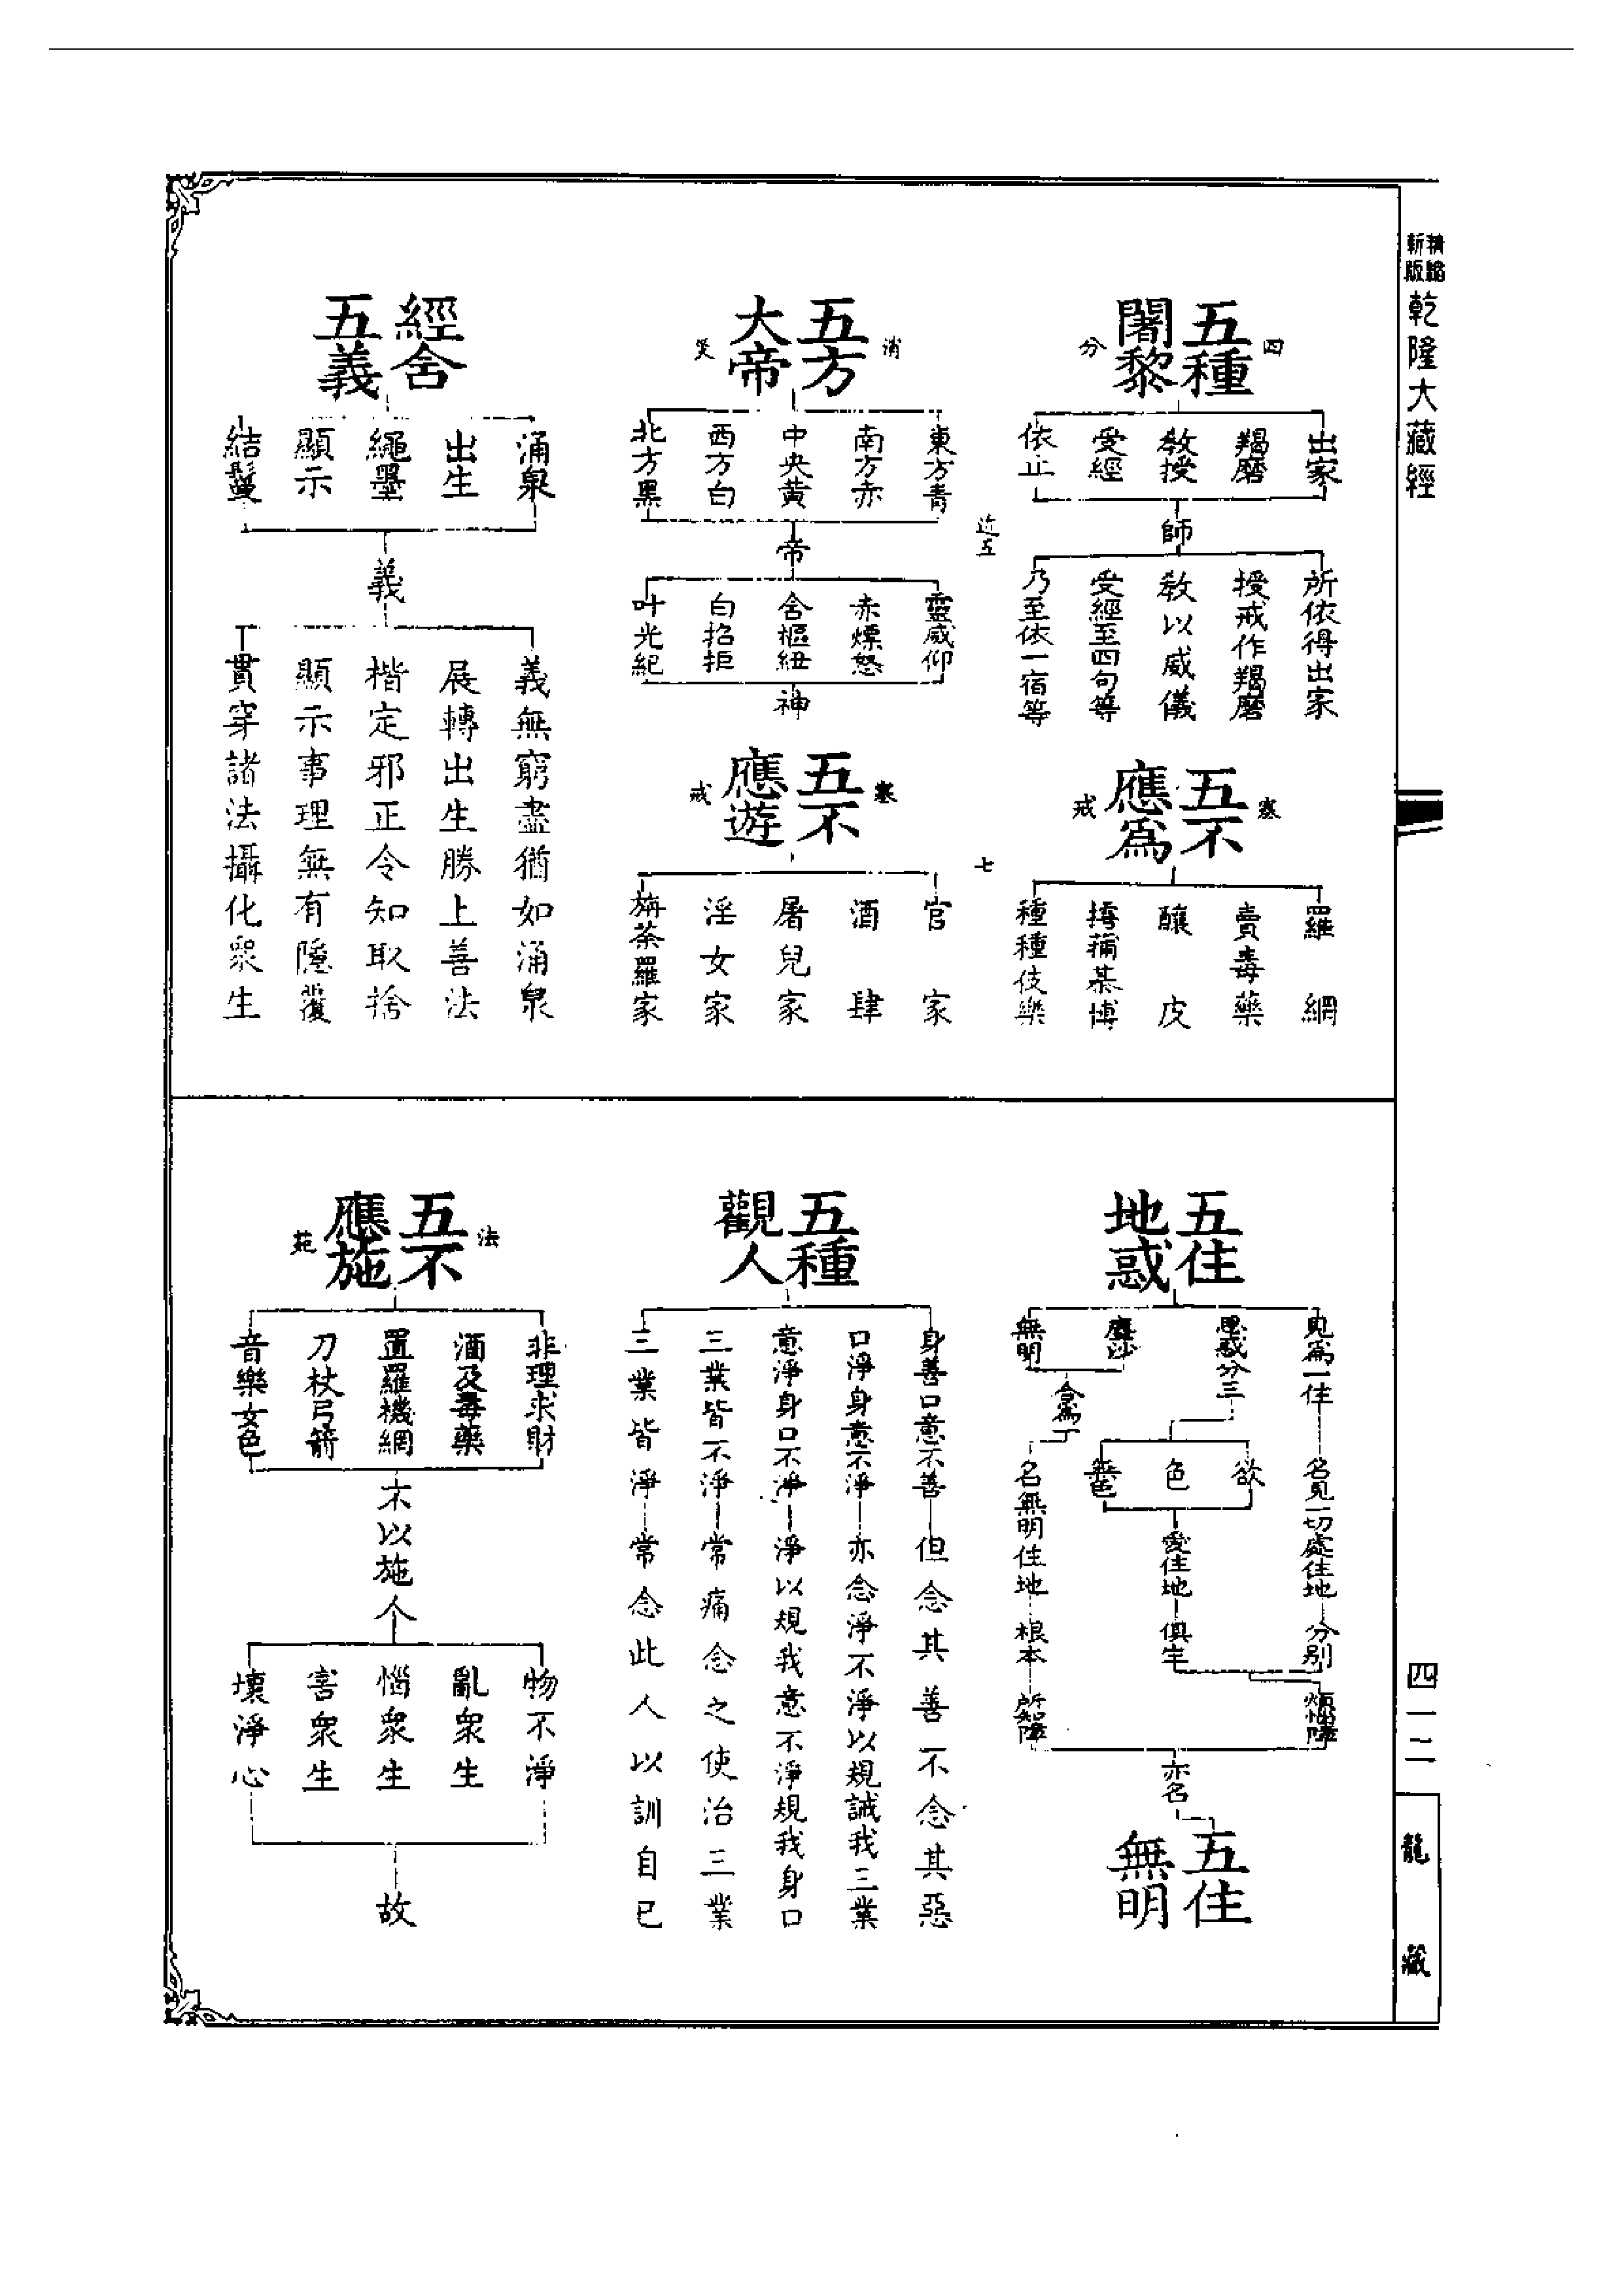 精縮
新版
乾隆大藏經
四一二
龍藏
四
五種
闍黎
分
出家
羯磨
教授
受經
依止
師
所依得出家
授戒作羯磨
教以威儀
受經至四句等
乃至依一宿等
塞
五不
應為
戒
羅網
賣毒藥
釀皮
摴蒱棊博
種種伎樂
迹五
七
消
五方
大帝
災
東方青
南方赤
中央黃
西方白
北方黑
帝
靈威仰
赤熛怒
含樞紐
白招拒
叶光紀
神
塞
五不
應遊
戒
官家
酒肆
屠兒家
淫女家
旃荼羅家
經含
五義
涌泉
出生
繩墨
顯示
結鬘
義
義無窮盡猶如涌泉
展轉出生勝上善法
楷定邪正令知取捨
顯示事理無有隱覆
貫穿諸法攝化眾生
五住
地惑
見為一住
思惑分三
塵沙
無明
合為一
欲
色
無色
名見一切處住地
分別
愛住地
俱生
名無明住地
根本
煩惱障
所知障
亦名
五住
無明
五種
觀人
身善口意不善
但念其善不念其惡
口淨身意不淨
亦念淨不淨以規誡我三業
意淨身口不淨
淨以規我意不淨規我身口
三業皆不淨
常痛念之使治三業
三業皆淨
常念此人以訓自己
法
五不
應施
苑
非理求財
酒及毒藥
罝羅機網
刀杖弓箭
音樂女色
不以施人
物不淨
亂眾生
惱眾生
害眾生
壞淨心
故